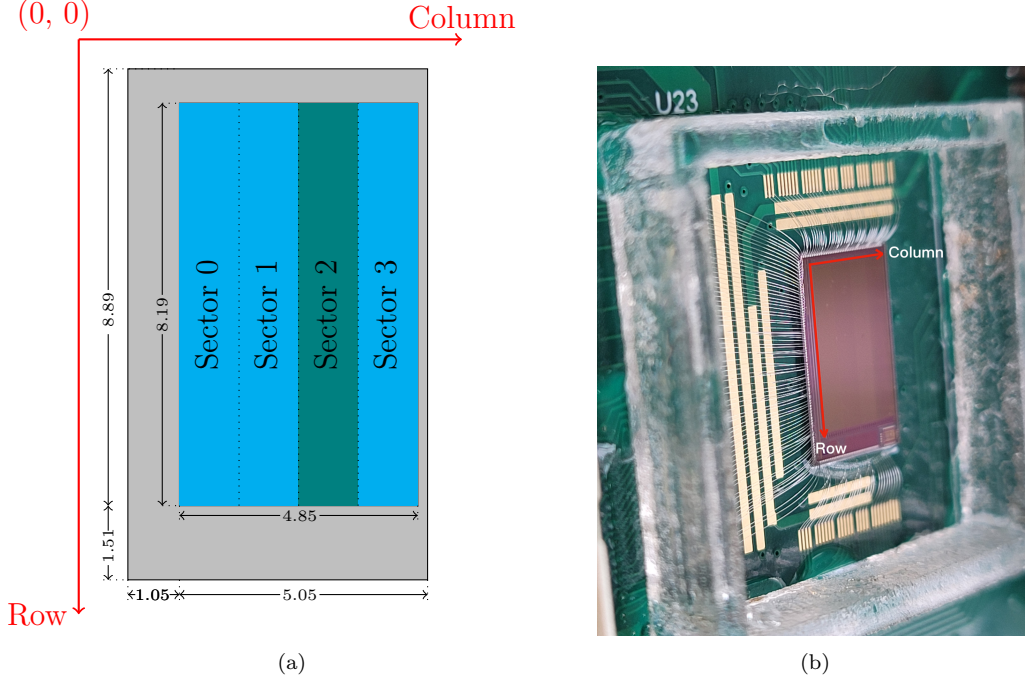 (0, 0)
Column
8.89
8.19
Sector 0
Sector 1
Sector 2
Sector 3
4.85
1.51
1.05
5.05
Row
(a)
U23
Column
Row
(b)